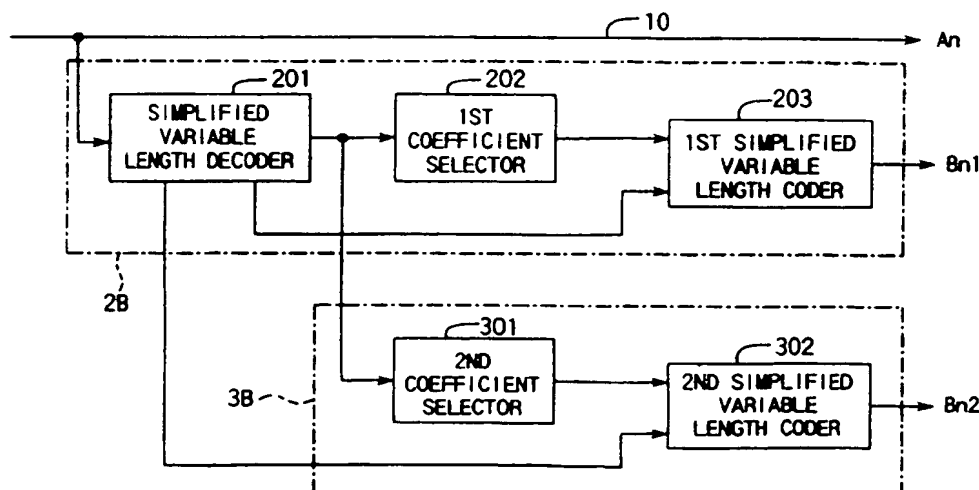 10
An
201
202
203
SIMPLIFIED
VARIABLE
LENGTH DECODER
1ST
COEFFICIENT
SELECTOR
1ST SIMPLIFIED
VARIABLE
LENGTH CODER
Bn1
2B
301
302
2ND
COEFFICIENT
SELECTOR
2ND SIMPLIFIED
VARIABLE
LENGTH CODER
3B
Bn2